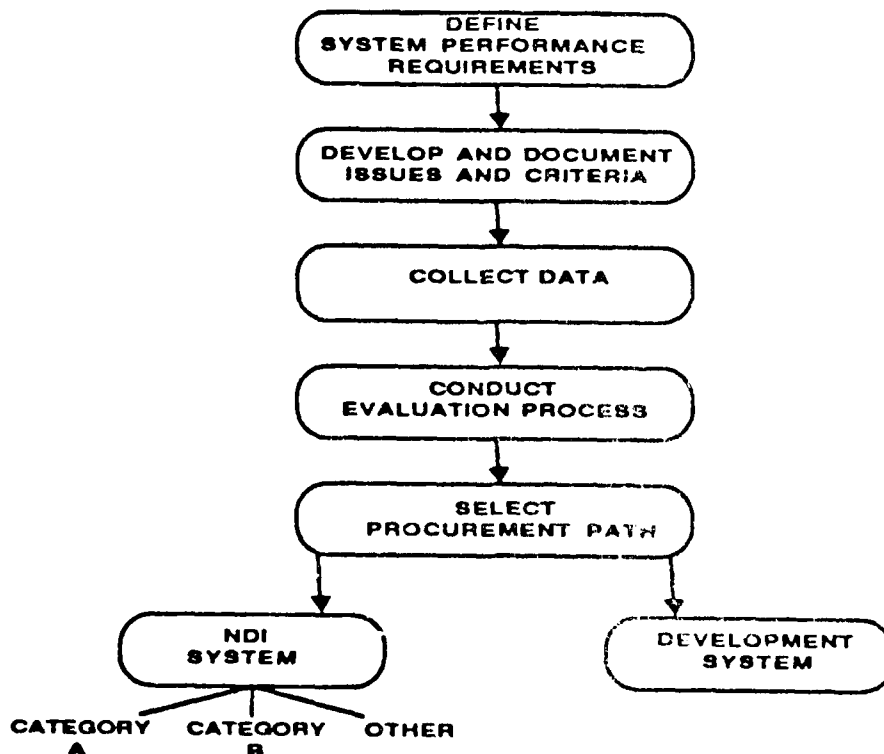 DEFINE
SYSTEM PERFORMANCE
REQUIREMENTS
DEVELOP AND DOCUMENT
ISSUES AND CRITERIA
COLLECT DATA
CONDUCT
EVALUATION PROCESS
SELECT
PROCUREMENT PATH
NDI
SYSTEM
DEVELOPMENT
SYSTEM
CATEGORY
A
CATEGORY
B
OTHER